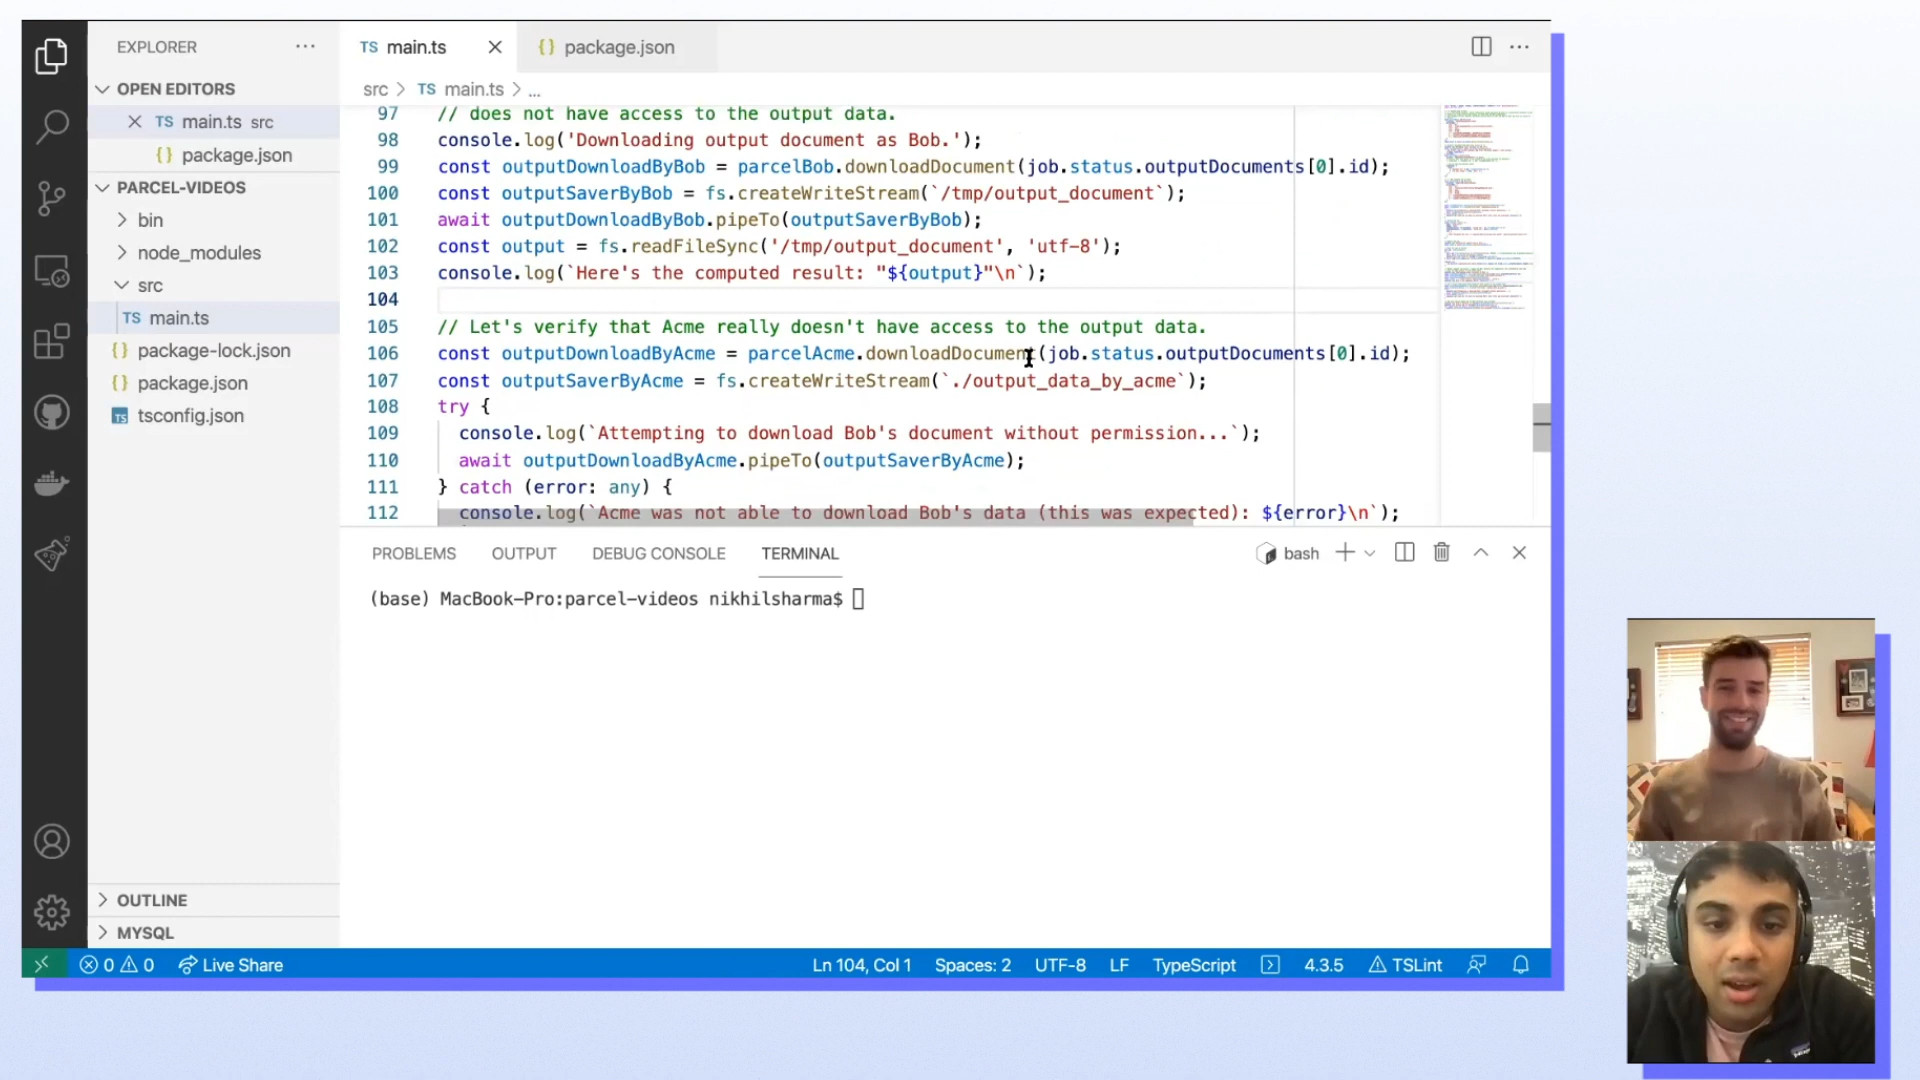 EXPLORER
TS main.ts
{} package.json
OPEN EDITORS
src > TS main.ts > ...
TS main.ts src
{} package.json
PARCEL-VIDEOS
bin
node_modules
src
TS main.ts
{} package-lock.json
{} package.json
TS tsconfig.json
OUTLINE
MYSQL
97 // does not have access to the output data.
98 console.log('Downloading output document as Bob.');
99 const outputDownloadByBob = parcelBob.downloadDocument(job.status.outputDocuments[0].id);
100 const outputSaverByBob = fs.createWriteStream(`/tmp/output_document`);
101 await outputDownloadByBob.pipeTo(outputSaverByBob);
102 const output = fs.readFileSync('/tmp/output_document', 'utf-8');
103 console.log(`Here's the computed result: "${output}"\n`);
104
105 // Let's verify that Acme really doesn't have access to the output data.
106 const outputDownloadByAcme = parcelAcme.downloadDocument(job.status.outputDocuments[0].id);
107 const outputSaverByAcme = fs.createWriteStream(`./output_data_by_acme`);
108 try {
109 console.log(`Attempting to download Bob's document without permission...`);
110 await outputDownloadByAcme.pipeTo(outputSaverByAcme);
111 } catch (error: any) {
112 console.log(`Acme was not able to download Bob's data (this was expected): ${error}\n`);
PROBLEMS OUTPUT DEBUG CONSOLE TERMINAL
bash
(base) MacBook-Pro:parcel-videos nikhilsharma$
0 0 Live Share
Ln 104, Col 1 Spaces: 2 UTF-8 LF TypeScript 4.3.5 TSLint